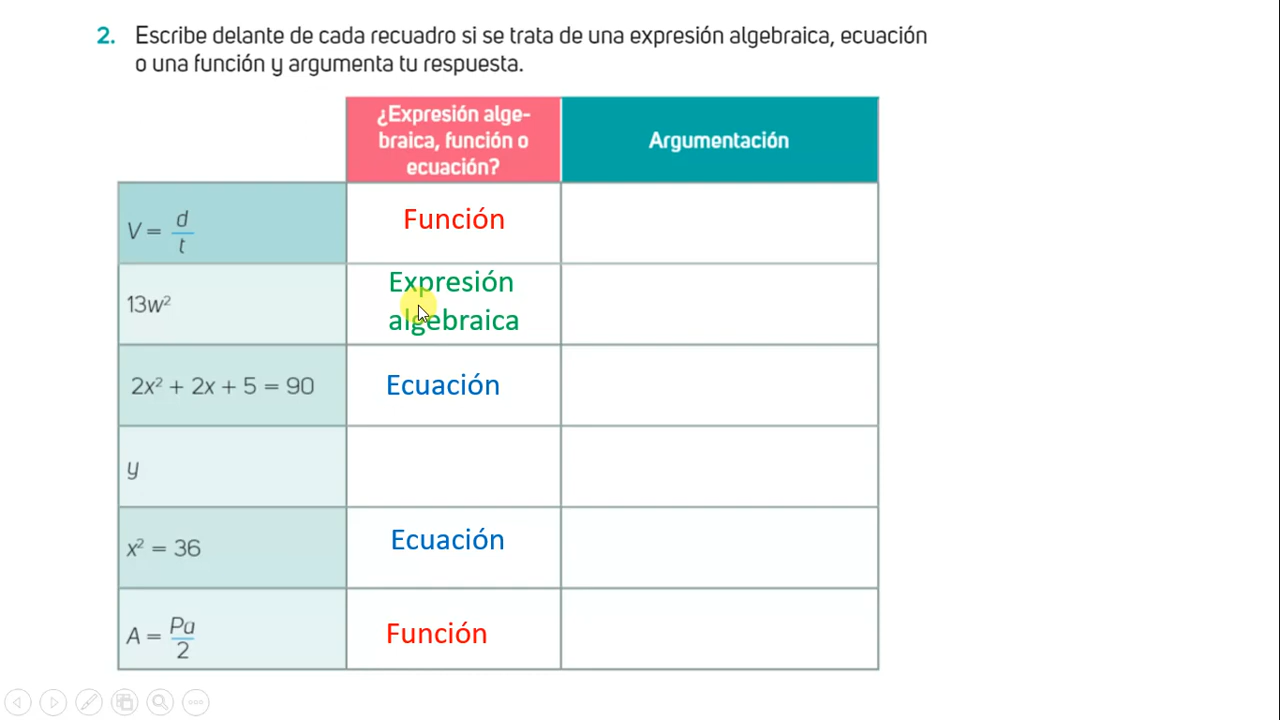 2. Escribe delante de cada recuadro si se trata de una expresión algebraica, ecuación
o una función y argumenta tu respuesta.
¿Expresión alge-
braica, función o
ecuación?
Argumentación
V = d/t
Función
13w²
Expresión
algebraica
2x² + 2x + 5 = 90
Ecuación
y
x² = 36
Ecuación
A = Pa/2
Función